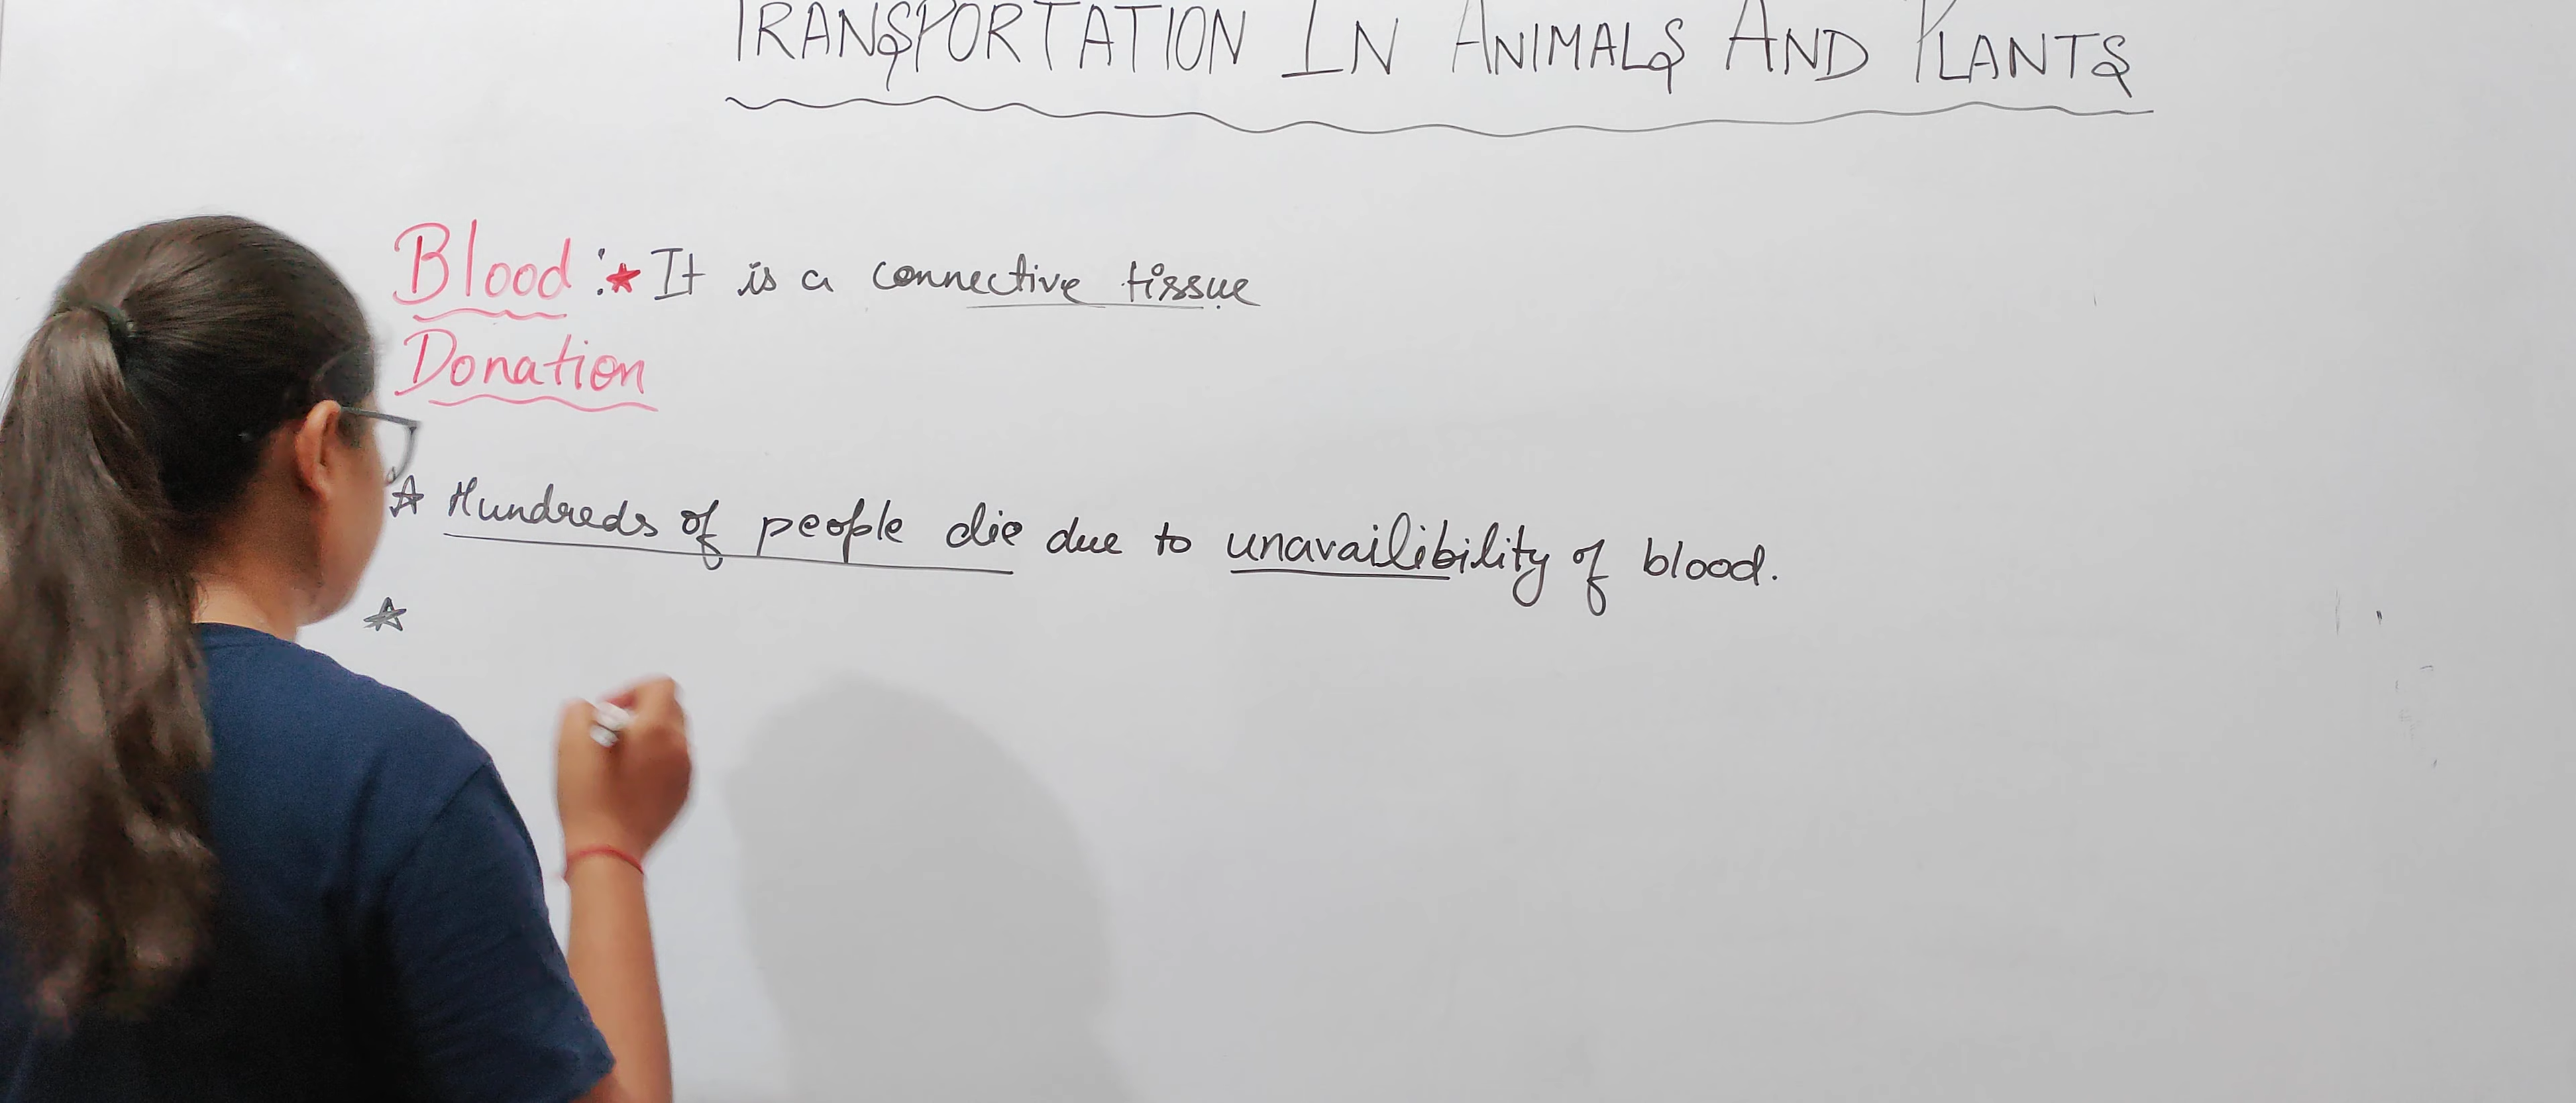 TRANSPORTATION IN ANIMALS AND PLANTS
Blood :★ It is a connective tissue
Donation
☆ Hundreds of people die due to unavailibility of blood.
☆